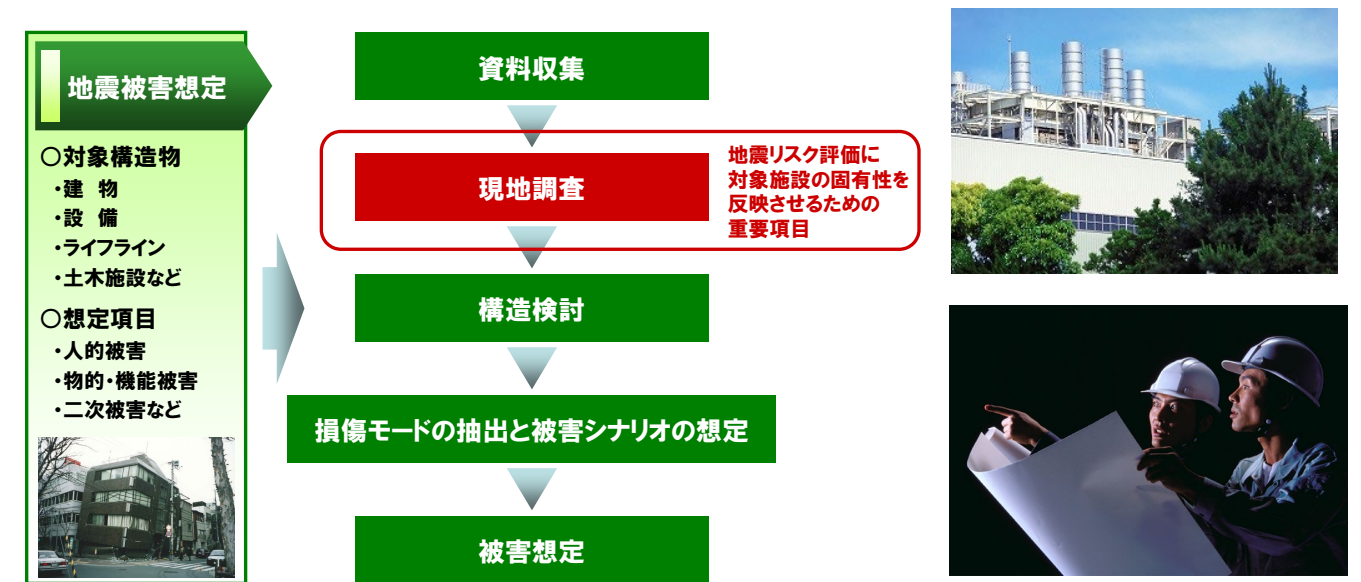 地震被害想定
○対象構造物
・建 物
・設 備
・ライフライン
・土木施設など
○想定項目
・人的被害
・物的・機能被害
・二次被害など
資料収集
現地調査
地震リスク評価に
対象施設の固有性を
反映させるための
重要項目
構造検討
損傷モードの抽出と被害シナリオの想定
被害想定